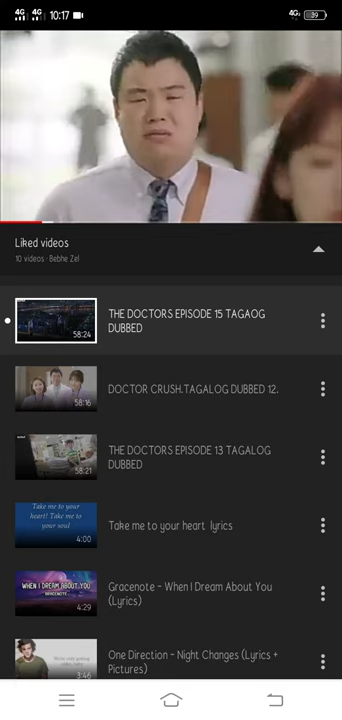 4G 4G 10:17 4G 39
Liked videos
10 videos · Bebhe Zel
58:24
THE DOCTORS EPISODE 15 TAGAOG
DUBBED
58:16
DOCTOR CRUSH.TAGALOG DUBBED 12.
58:21
THE DOCTORS EPISODE 13 TAGALOG
DUBBED
Take me to your
heart! Take me to
your soul
4:00
Take me to your heart lyrics
WHEN I DREAM ABOUT YOU
GRACENOTE
4:29
Gracenote - When I Dream About You
(Lyrics)
3:46
One Direction - Night Changes (Lyrics +
Pictures)